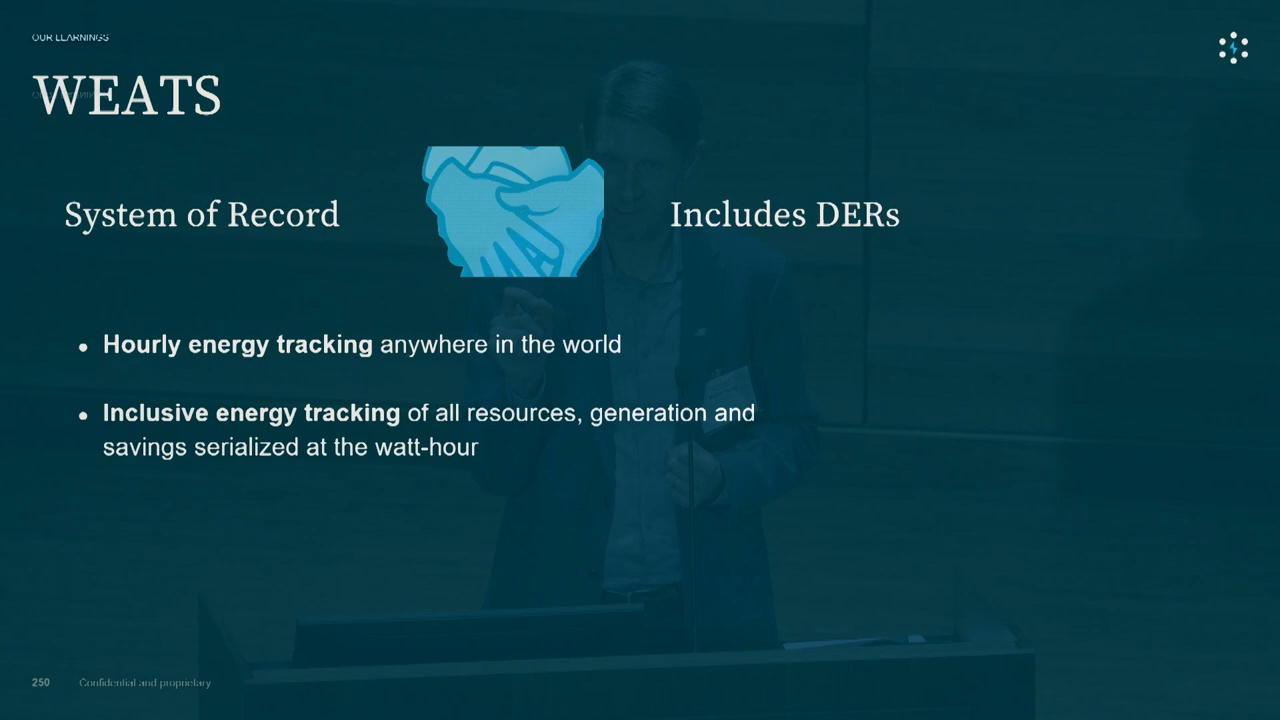 OUR LEARNINGS
WEATS
System of Record
Includes DERs
• Hourly energy tracking anywhere in the world
• Inclusive energy tracking of all resources, generation and
savings serialized at the watt-hour
250
Confidential and proprietary